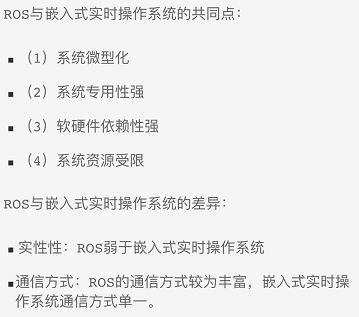 ROS与嵌入式实时操作系统的共同点：
▪（1）系统微型化
▪（2）系统专用性强
▪（3）软硬件依赖性强
▪（4）系统资源受限
ROS与嵌入式实时操作系统的差异：
▪ 实性性：ROS弱于嵌入式实时操作系统
▪通信方式：ROS的通信方式较为丰富，嵌入式实时操
作系统通信方式单一。